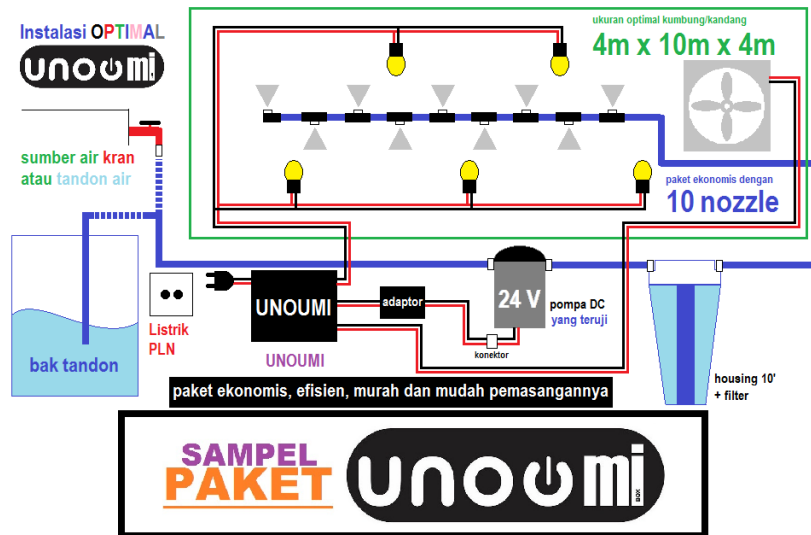 Instalasi OPTIMAL
unoumi
sumber air kran
atau tandon air
ukuran optimal kumbung/kandang
4m x 10m x 4m
paket ekonomis dengan
10 nozzle
bak tandon
Listrik
PLN
UNOUMI
UNOUMI
adaptor
konektor
24 V
pompa DC
yang teruji
housing 10'
+ filter
paket ekonomis, efisien, murah dan mudah pemasangannya
SAMPEL
PAKET
unoumi
BOX